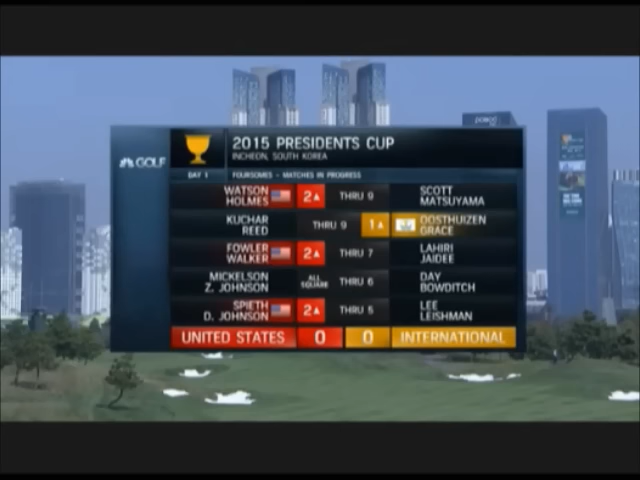 2015 PRESIDENTS CUP
INCHEON, SOUTH KOREA
GOLF
DAY 1 FOURSOMES - MATCHES IN PROGRESS
WATSON HOLMES 2▲ THRU 9 SCOTT MATSUYAMA
KUCHAR REED THRU 9 1▲ OOSTHUIZEN GRACE
FOWLER WALKER 2▲ THRU 7 LAHIRI JAIDEE
MICKELSON Z. JOHNSON ALL SQUARE THRU 6 DAY BOWDITCH
SPIETH D. JOHNSON 2▲ THRU 5 LEE LEISHMAN
UNITED STATES 0 0 INTERNATIONAL